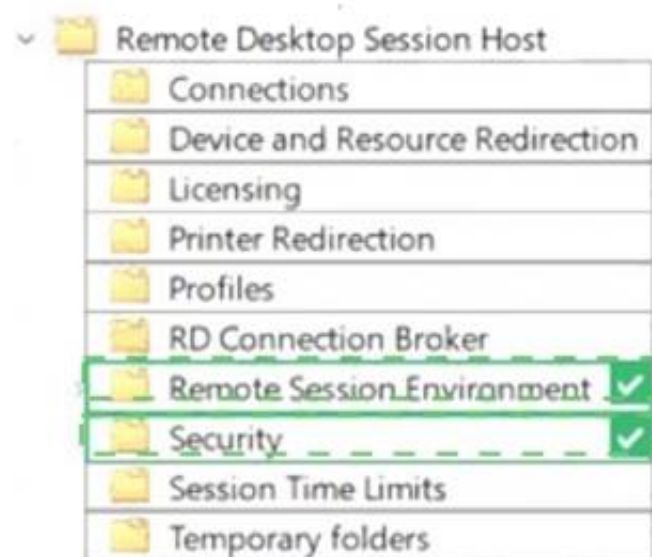 Remote Desktop Session Host
Connections
Device and Resource Redirection
Licensing
Printer Redirection
Profiles
RD Connection Broker
Remote Session Environment
Security
Session Time Limits
Temporary folders